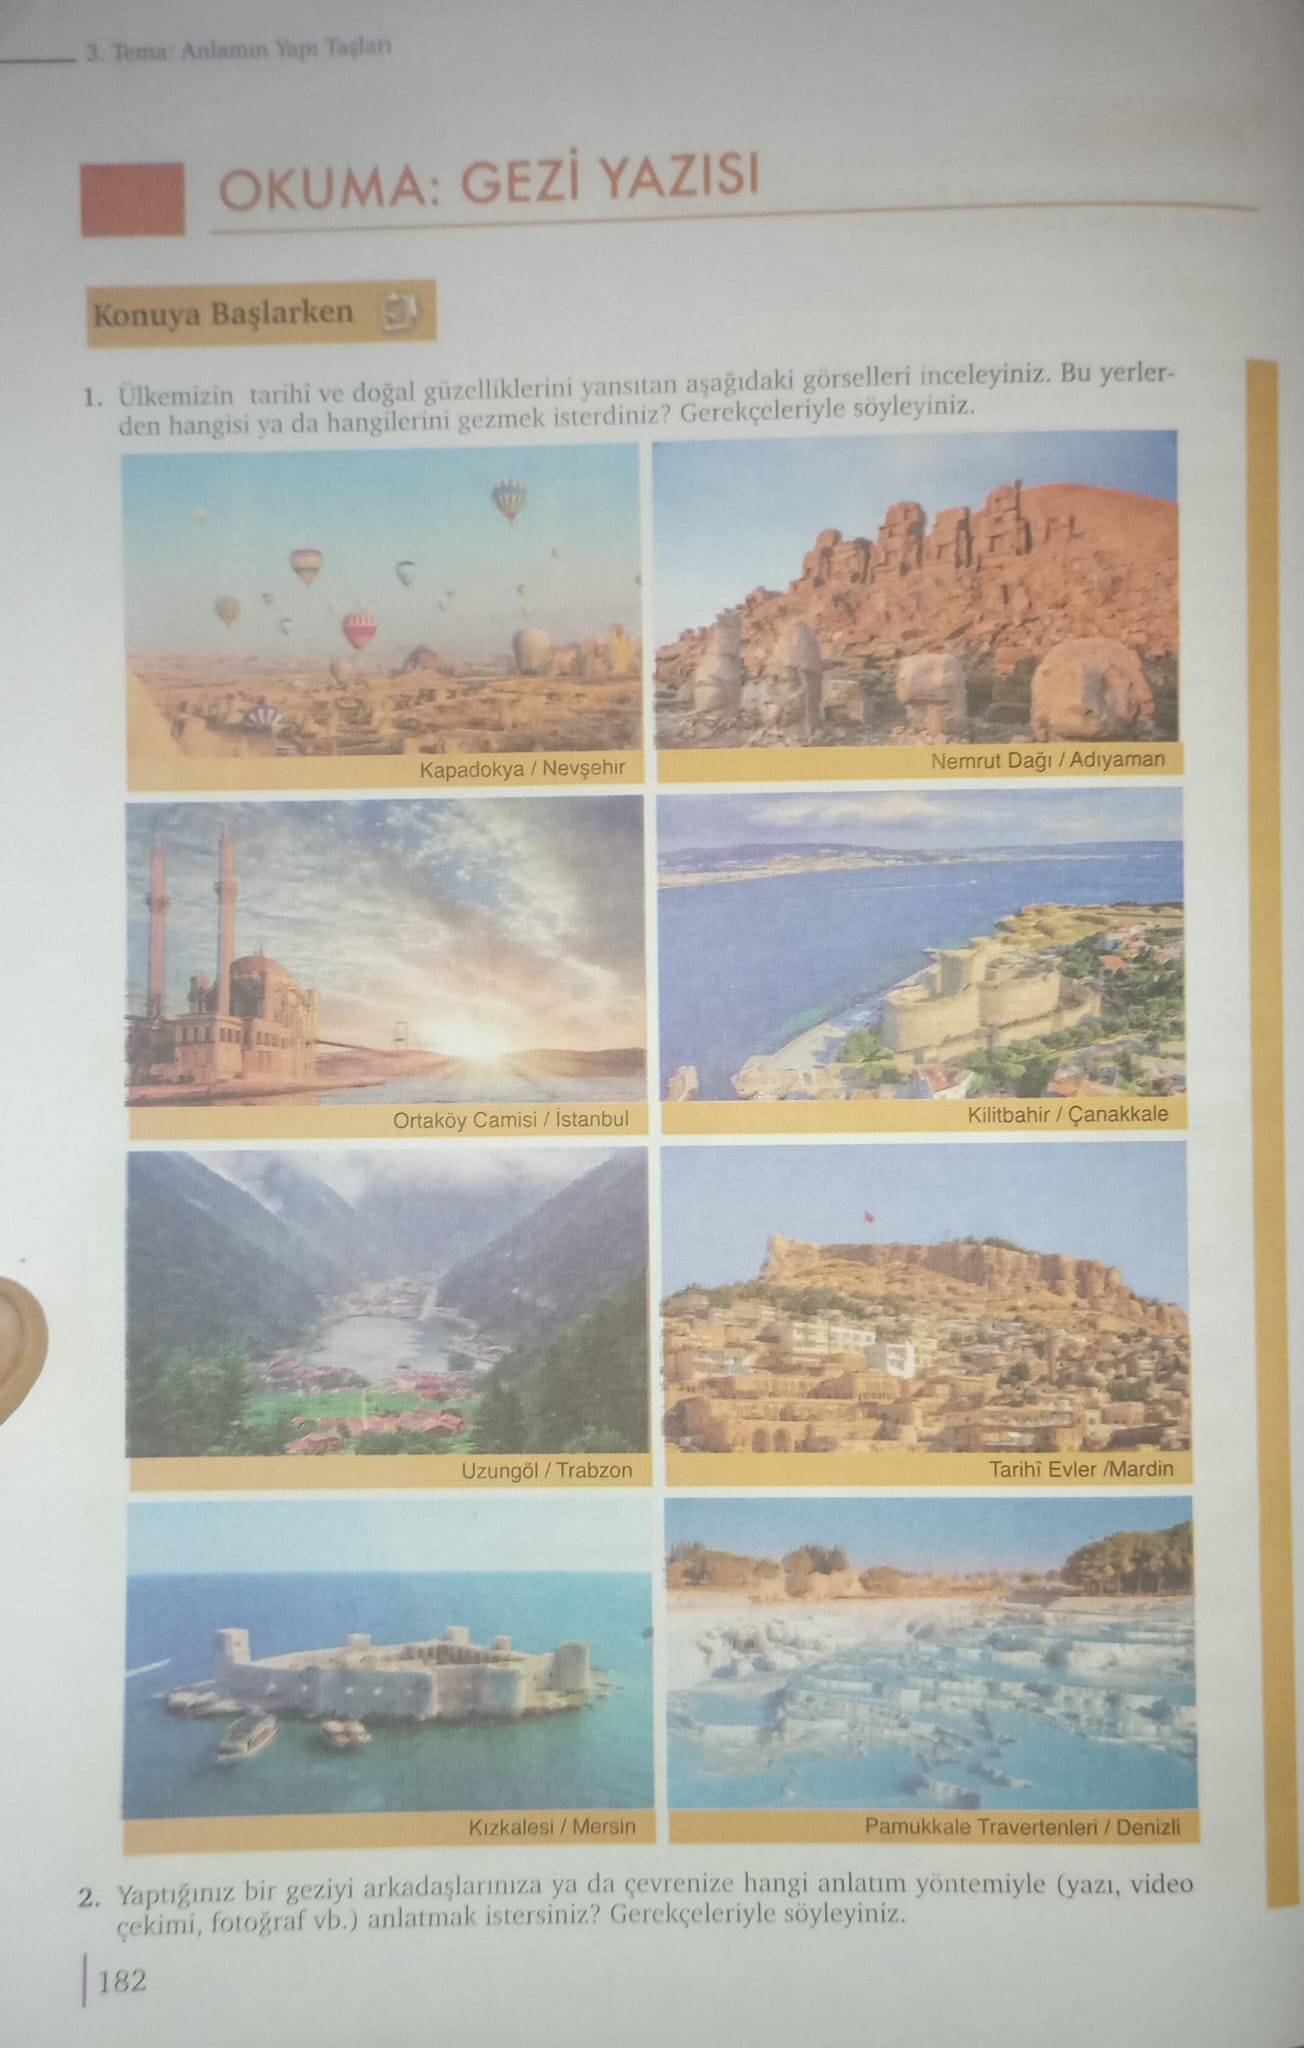 3. Tema: Anlamın Yapı Taşları
OKUMA: GEZİ YAZISI
Konuya Başlarken
1. Ülkemizin tarihî ve doğal güzelliklerini yansıtan aşağıdaki görselleri inceleyiniz. Bu yerler-
den hangisi ya da hangilerini gezmek isterdiniz? Gerekçeleriyle söyleyiniz.
Kapadokya / Nevşehir
Nemrut Dağı / Adıyaman
Ortaköy Camisi / İstanbul
Kilitbahir / Çanakkale
Uzungöl / Trabzon
Tarihî Evler /Mardin
Kızkalesi / Mersin
Pamukkale Travertenleri / Denizli
2. Yaptığınız bir geziyi arkadaşlarınıza ya da çevrenize hangi anlatım yöntemiyle (yazı, video
çekimi, fotoğraf vb.) anlatmak istersiniz? Gerekçeleriyle söyleyiniz.
182